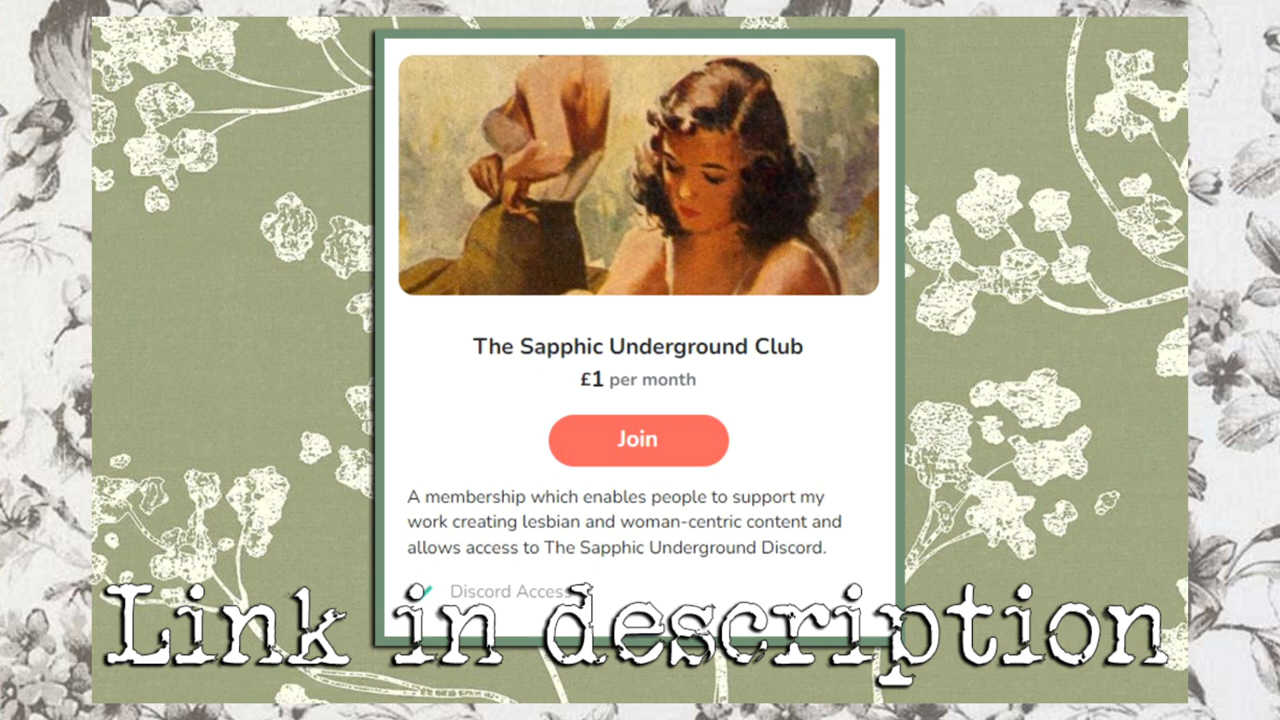 The Sapphic Underground Club
£1 per month
Join
A membership which enables people to support my
work creating lesbian and woman-centric content and
allows access to The Sapphic Underground Discord.
Discord Access
Link in description